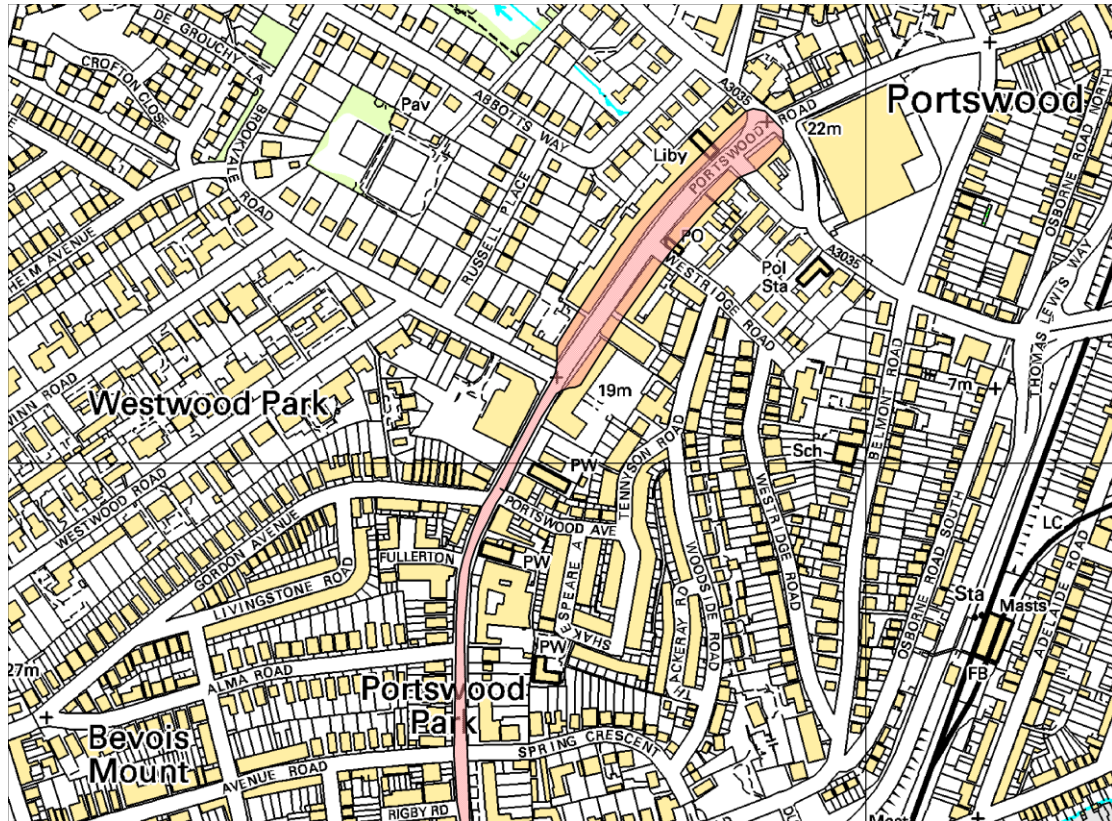 DE GROUCHY LA
CROFTON CLOSE
BROOKVALE ROAD
Pav
ABBOTTS WAY
A3035
PORTSWOOD ROAD
22m
Portswood
OSBORNE ROAD NORTH
Liby
RUSSELL PLACE
HEIM AVENUE
PO
WESTRIDGE ROAD
Pol
Sta
A3035
THOMAS LEWIS WAY
INN ROAD
Westwood Park
19m
7m
BELMONT ROAD
WESTWOOD ROAD
GORDON AVENUE
PW
PORTSWOOD AVE
TENNYSON ROAD
Sch
WESTRIDGE ROAD
LC
FULLERTON
LIVINGSTONE ROAD
PW
SHAKESPEARE A
WOODSIDE ROAD
THACKERAY RD
OSBORNE ROAD SOUTH
Sta
Masts
ADELAIDE ROAD
27m
ALMA ROAD
PW
FB
Portswood
Park
Bevois
Mount
SPRING CRESCENT
AVENUE ROAD
RIGBY RD
Mast